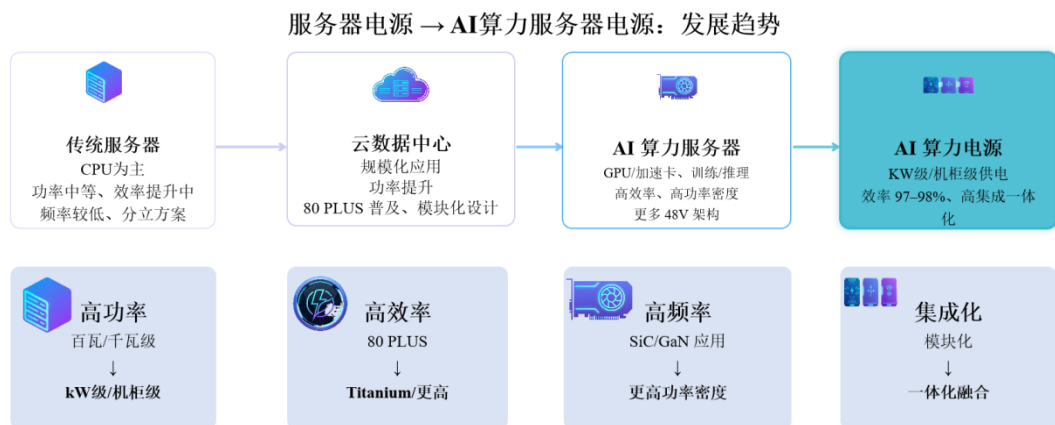 服务器电源 → AI算力服务器电源：发展趋势
传统服务器
CPU为主
功率中等、效率提升中
频率较低、分立方案
云数据中心
规模化应用
功率提升
80 PLUS 普及、模块化设计
AI 算力服务器
GPU/加速卡、训练/推理
高效率、高功率密度
更多 48V 架构
AI 算力电源
KW级/机柜级供电
效率 97–98%、高集成一体
化
高功率
百瓦/千瓦级
↓
kW级/机柜级
高效率
80 PLUS
↓
Titanium/更高
高频率
SiC/GaN 应用
↓
更高功率密度
集成化
模块化
↓
一体化融合